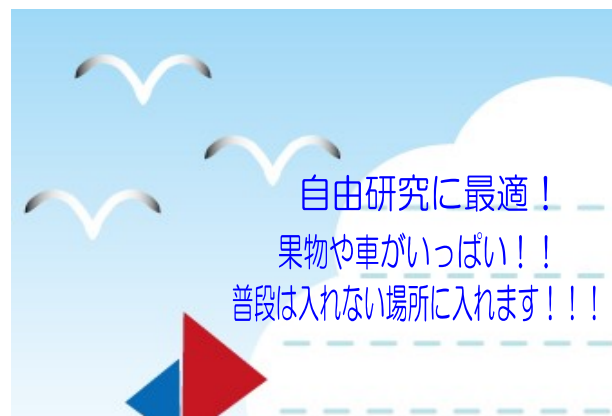 自由研究に最適！
果物や車がいっぱい！！
普段は入れない場所に入れます！！！